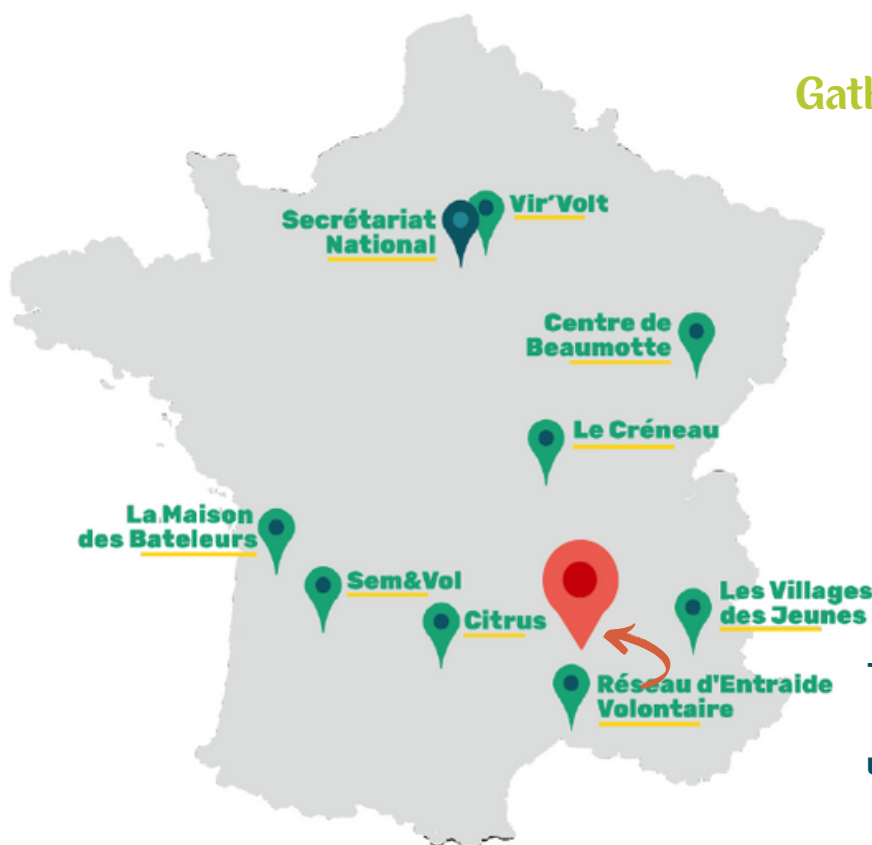 Gath
Secrétariat
National
Vir'Volt
Centre de
Beaumotte
Le Créneau
La Maison
des Bateleurs
Sem&Vol
Citrus
Les Villages
des Jeunes
Réseau d'Entraide
Volontaire